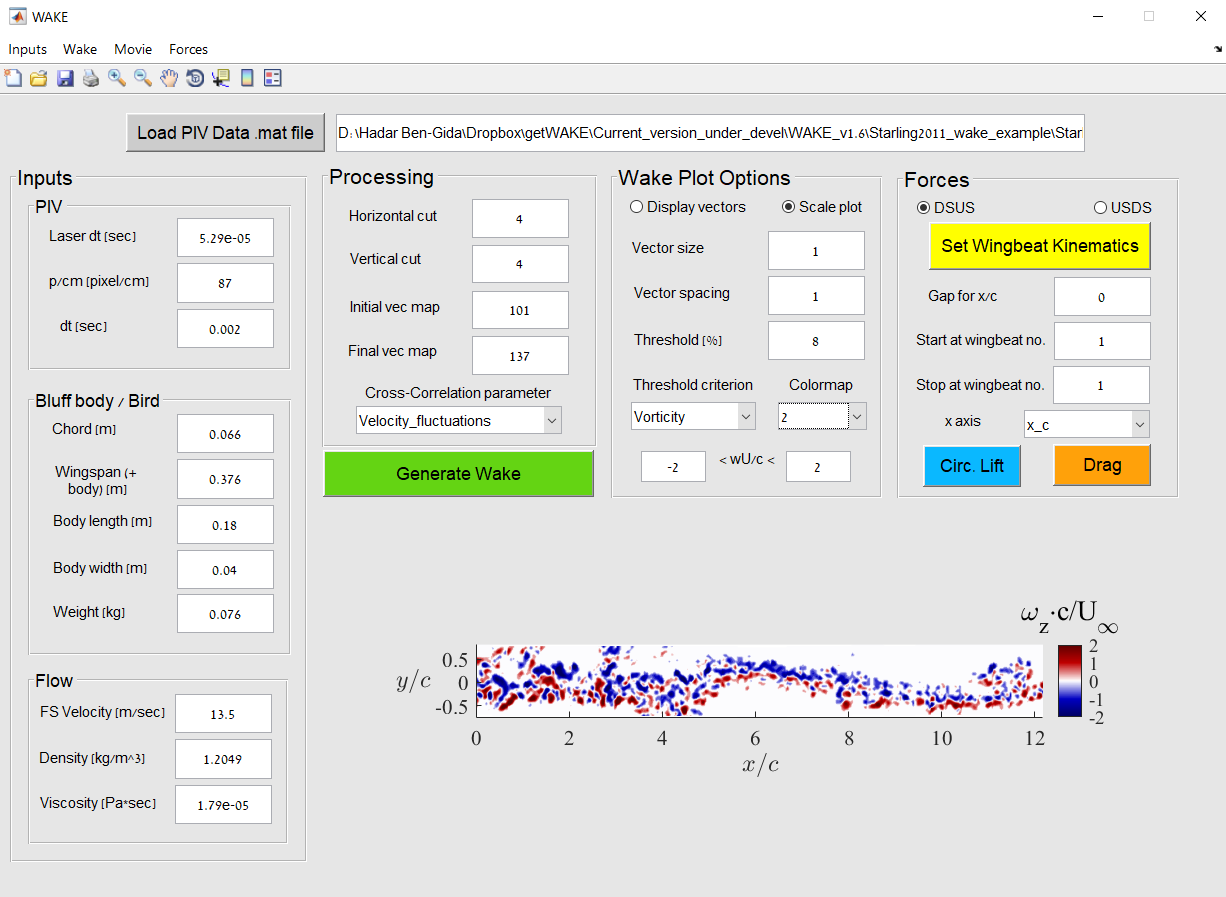 WAKE
Inputs Wake Movie Forces
Load PIV Data .mat file
D:\Hadar Ben-Gida\Dropbox\getWAKE\Current_version_under_devel\WAKE_v1.6\Starling2011_wake_example\Star
Inputs
PIV
Laser dt [sec] 5.29e-05
p/cm [pixel/cm] 87
dt [sec] 0.002
Bluff body / Bird
Chord [m] 0.066
Wingspan (+
body) [m] 0.376
Body length [m] 0.18
Body width [m] 0.04
Weight [kg] 0.076
Flow
FS Velocity [m/sec] 13.5
Density [kg/m^3] 1.2049
Viscosity [Pa*sec] 1.79e-05
Processing
Horizontal cut 4
Vertical cut 4
Initial vec map 101
Final vec map 137
Cross-Correlation parameter
Velocity_fluctuations
Generate Wake
Wake Plot Options
Display vectors Scale plot
Vector size 1
Vector spacing 1
Threshold [%] 8
Threshold criterion Colormap
Vorticity 2
-2 < wU/c < 2
Forces
DSUS USDS
Set Wingbeat Kinematics
Gap for x/c 0
Start at wingbeat no. 1
Stop at wingbeat no. 1
x axis x_c
Circ. Lift Drag
ω_z·c/U_∞
2
1
0
-1
-2
y/c
0.5
0
-0.5
0 2 4 6 8 10 12
x/c